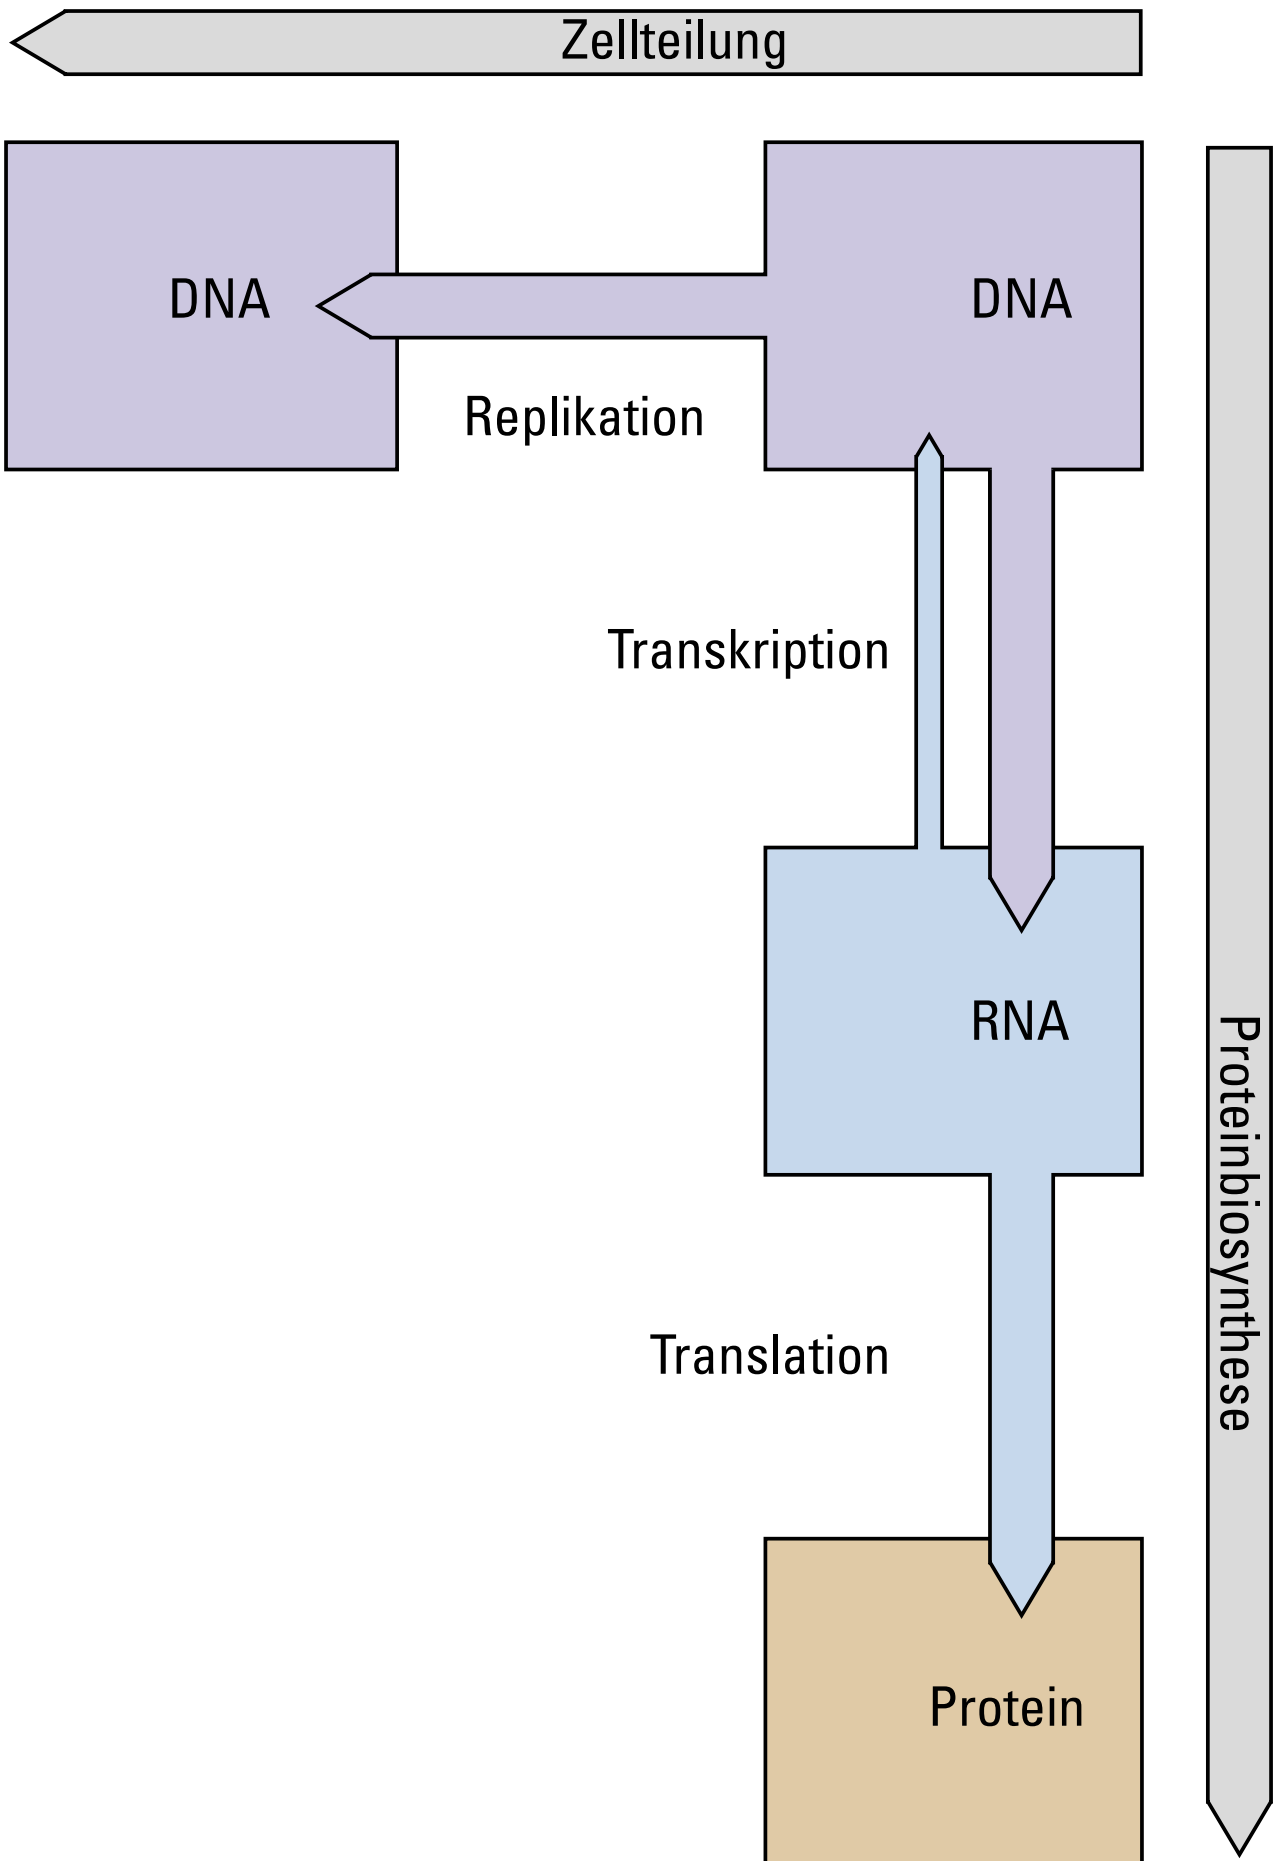 Zellteilung
DNA
DNA
Replikation
Transkription
RNA
Proteinbiosynthese
Translation
Protein